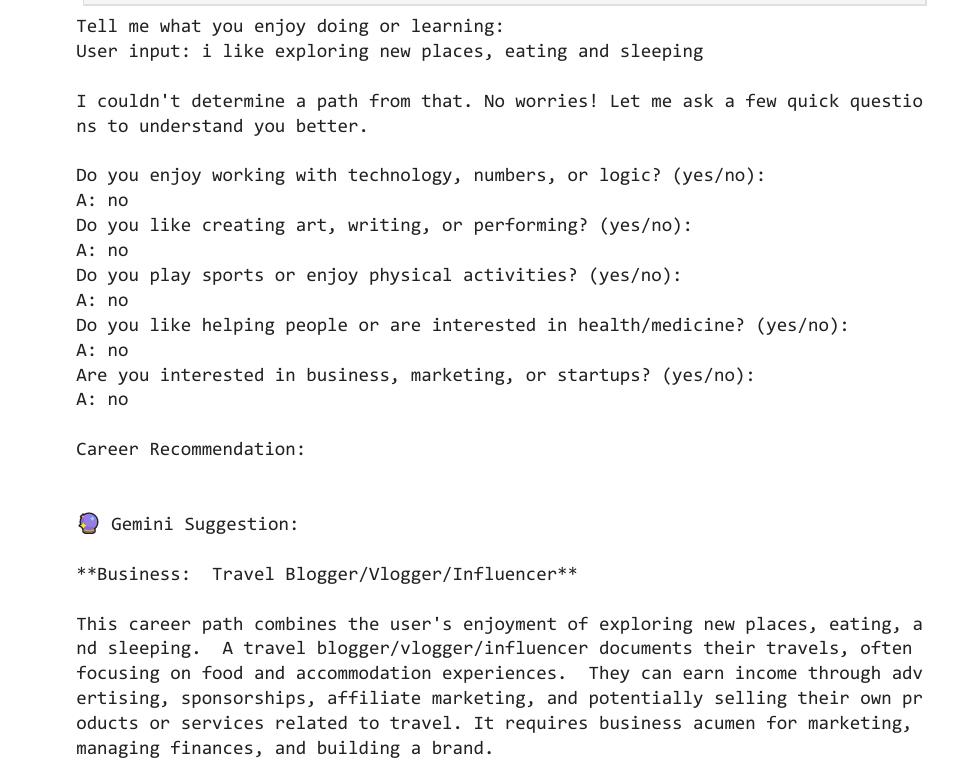 Tell me what you enjoy doing or learning:
User input: i like exploring new places, eating and sleeping
I couldn't determine a path from that. No worries! Let me ask a few quick questio
ns to understand you better.
Do you enjoy working with technology, numbers, or logic? (yes/no):
A: no
Do you like creating art, writing, or performing? (yes/no):
A: no
Do you play sports or enjoy physical activities? (yes/no):
A: no
Do you like helping people or are interested in health/medicine? (yes/no):
A: no
Are you interested in business, marketing, or startups? (yes/no):
A: no
Career Recommendation:
🔮 Gemini Suggestion:
**Business:  Travel Blogger/Vlogger/Influencer**
This career path combines the user's enjoyment of exploring new places, eating, a
nd sleeping.  A travel blogger/vlogger/influencer documents their travels, often
focusing on food and accommodation experiences.  They can earn income through adv
ertising, sponsorships, affiliate marketing, and potentially selling their own pr
oducts or services related to travel. It requires business acumen for marketing,
managing finances, and building a brand.